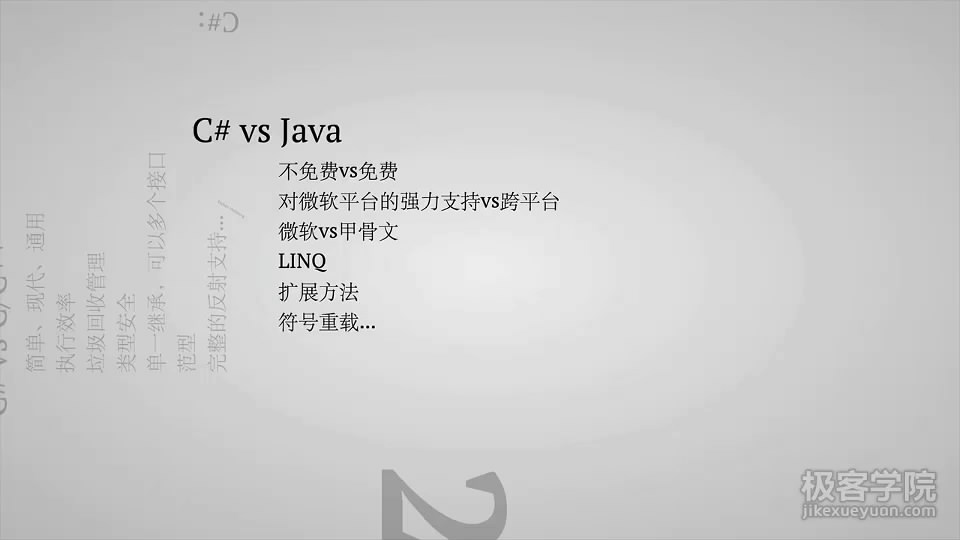 C#:
C# vs Java
不免费vs免费
对微软平台的强力支持vs跨平台
微软vs甲骨文
LINQ
扩展方法
符号重载...
简单、现代、通用
执行效率
垃圾回收管理
类型安全
单一继承，可以多个接口
范型
完整的反射支持...
2
极客学院
jikexueyuan.com